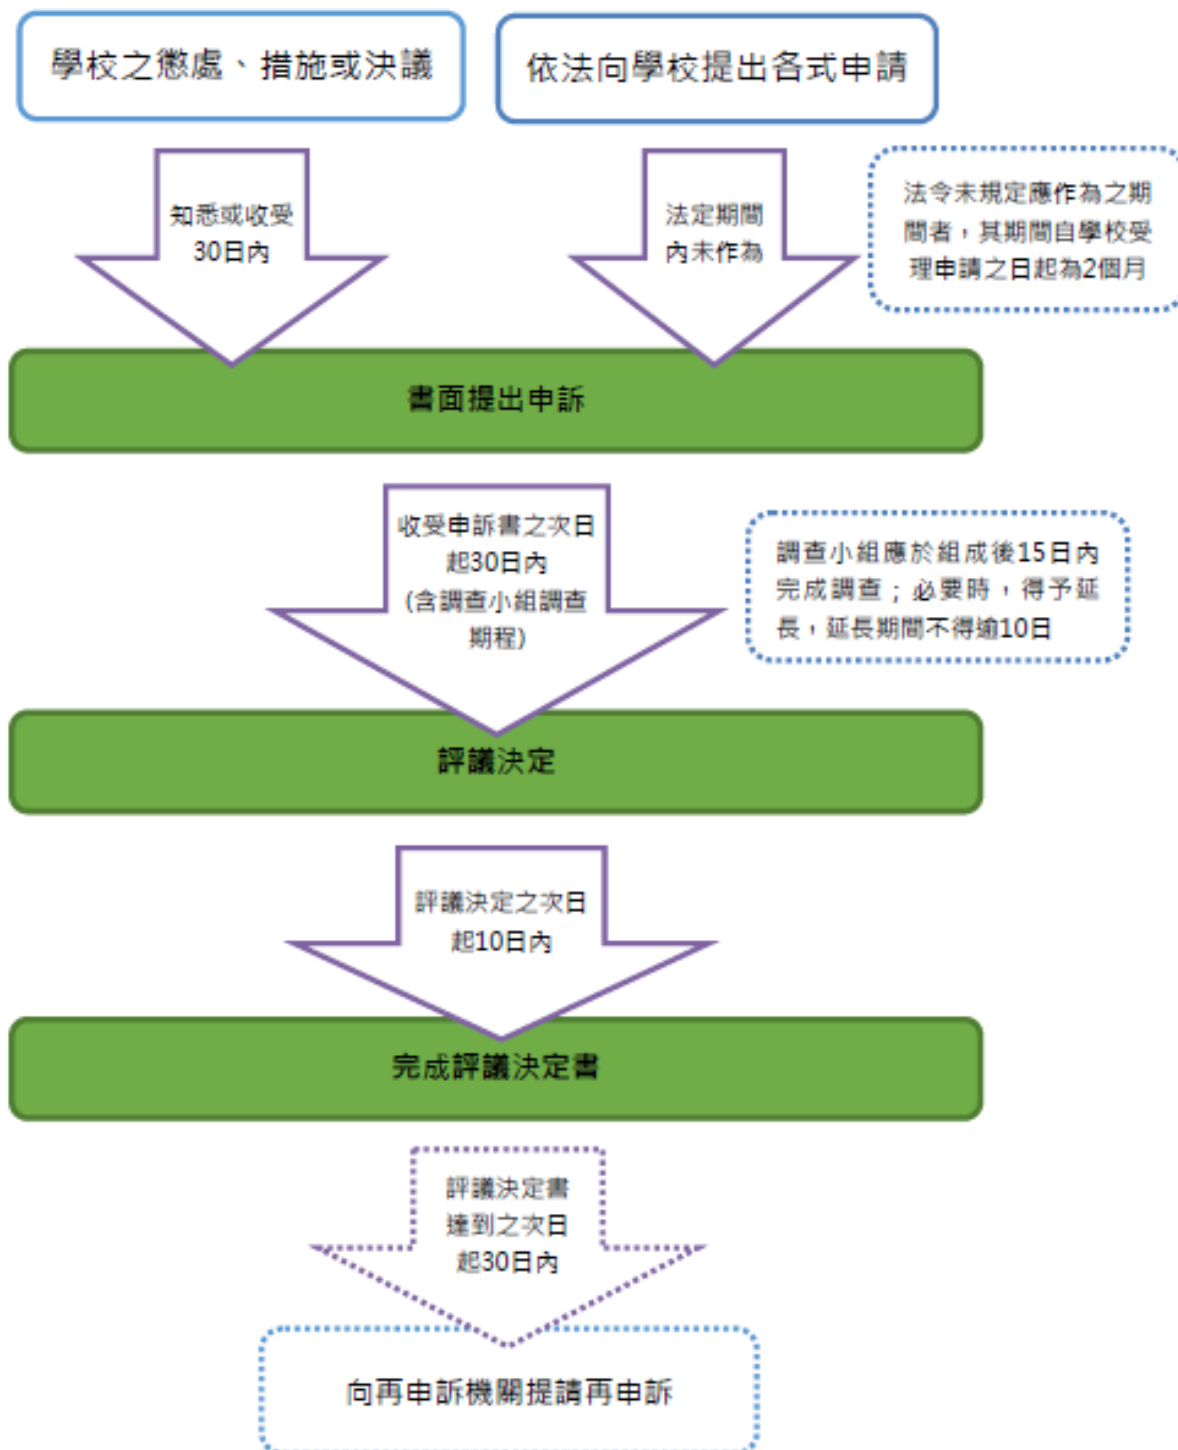 學校之懲處、措施或決議
依法向學校提出各式申請
知悉或收受
30日內
法定期間
內未作為
法令未規定應作為之期
間者，其期間自學校受
理申請之日起為2個月
書面提出申訴
收受申訴書之次日
起30日內
(含調查小組調查
期程)
調查小組應於組成後15日內
完成調查；必要時，得予延
長，延長期間不得逾10日
評議決定
評議決定之次日
起10日內
完成評議決定書
評議決定書
達到之次日
起30日內
向再申訴機關提請再申訴